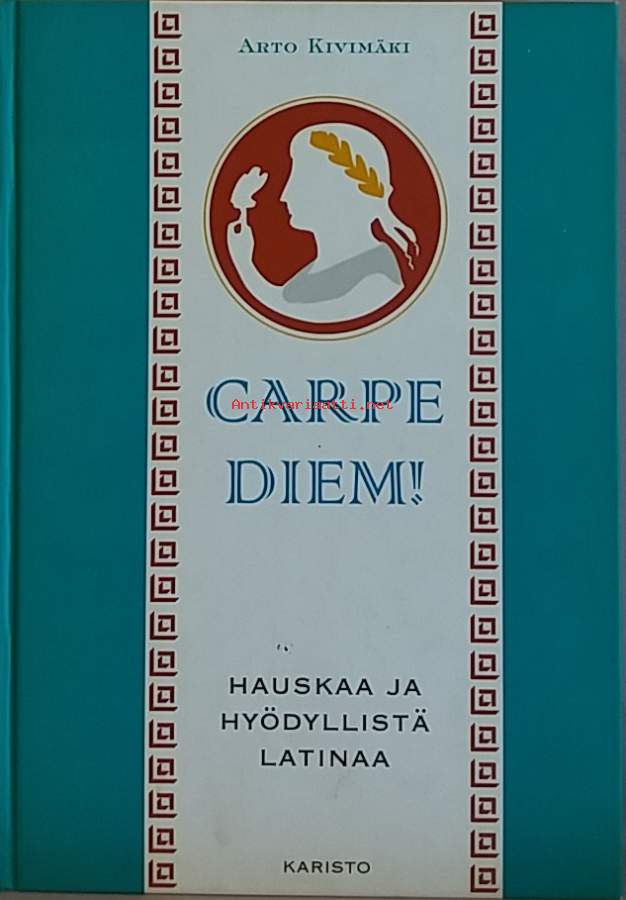 ARTO KIVIMÄKI
CARPE
Antikvariaatti.net
DIEM!
HAUSKAA JA
HYÖDYLLISTÄ
LATINAA
KARISTO